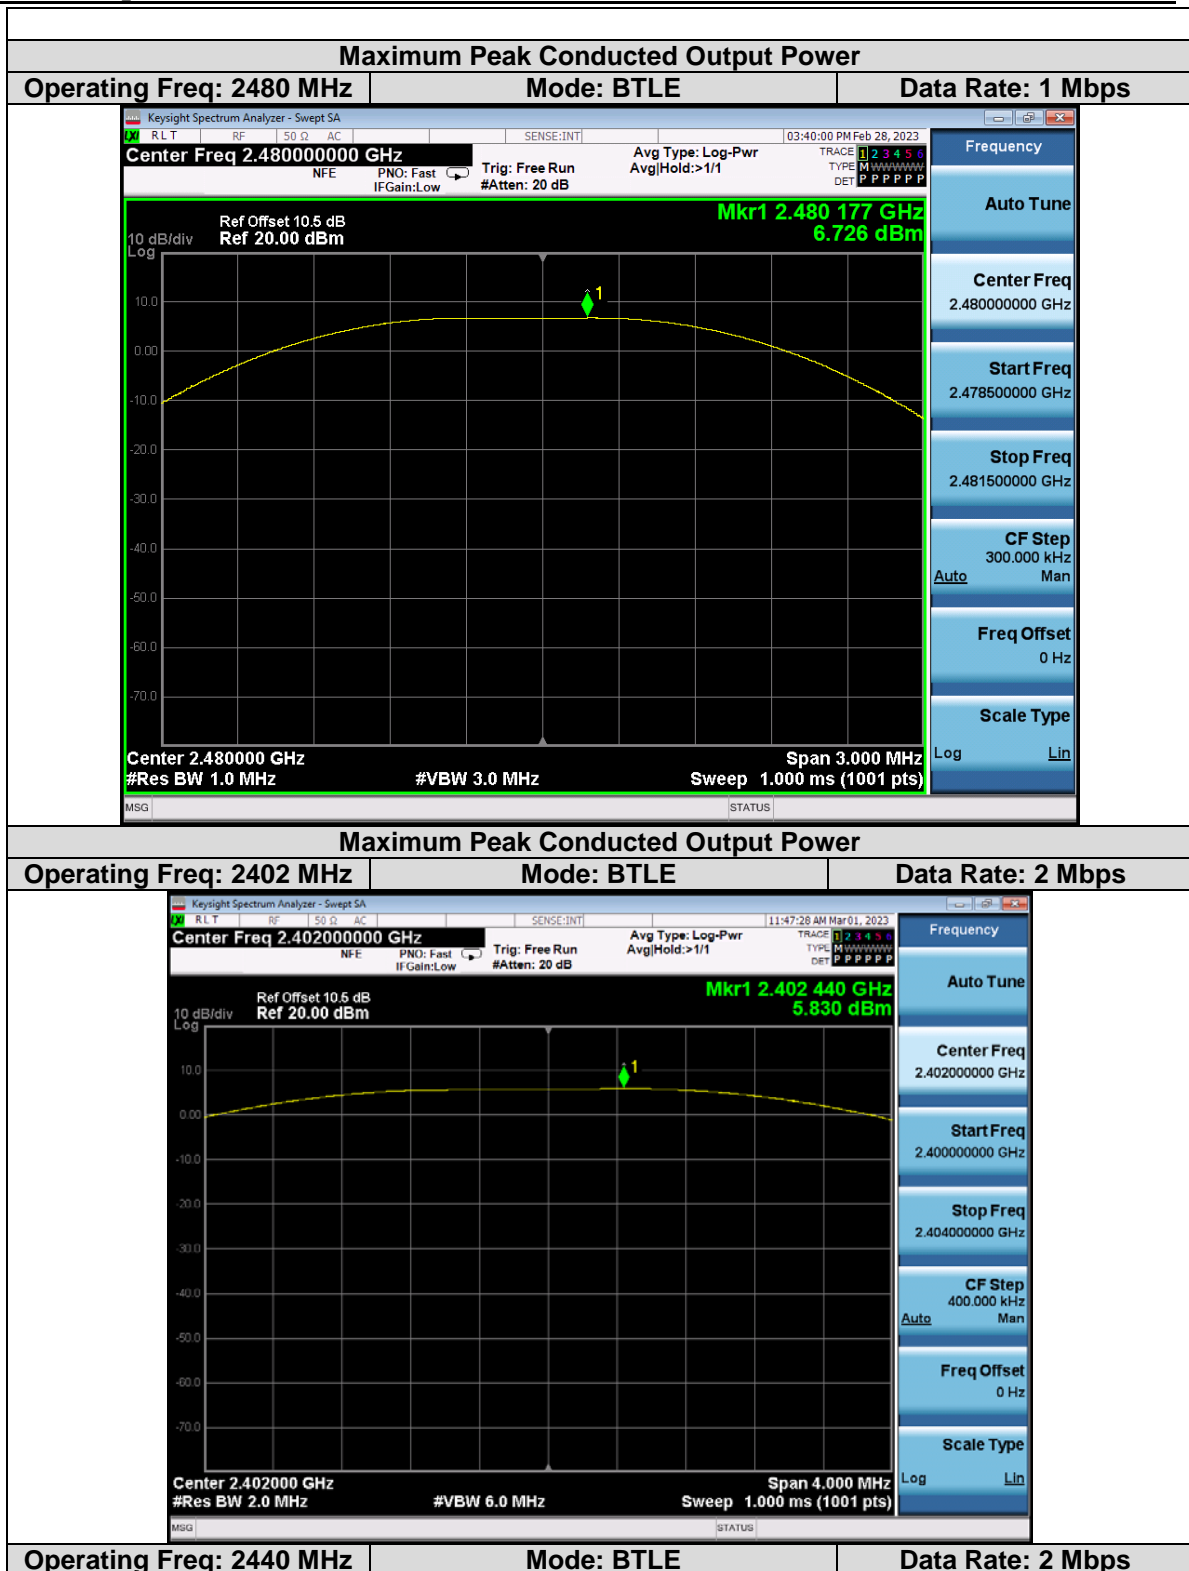 Maximum Peak Conducted Output Power
Operating Freq: 2480 MHz Mode: BTLE Data Rate: 1 Mbps
Keysight Spectrum Analyzer - Swept SA
RLT RF 50 Ω AC SENSE:INT 03:40:00 PM Feb 28, 2023
Center Freq 2.480000000 GHz Avg Type: Log-Pwr TRACE 1 2 3 4 5 6
NFE PNO: Fast Trig: Free Run Avg|Hold:>1/1 TYPE M WWWWW
IFGain:Low #Atten: 20 dB DET P P P P P P
Mkr1 2.480 177 GHz
6.726 dBm
Ref Offset 10.5 dB
10 dB/div Ref 20.00 dBm
Log
1
10.0
0.00
-10.0
-20.0
-30.0
-40.0
-50.0
-60.0
-70.0
Center 2.480000 GHz Span 3.000 MHz
#Res BW 1.0 MHz #VBW 3.0 MHz Sweep 1.000 ms (1001 pts)
MSG STATUS
Frequency
Auto Tune
Center Freq
2.480000000 GHz
Start Freq
2.478500000 GHz
Stop Freq
2.481500000 GHz
CF Step
300.000 kHz
Auto Man
Freq Offset
0 Hz
Scale Type
Log Lin
Maximum Peak Conducted Output Power
Operating Freq: 2402 MHz Mode: BTLE Data Rate: 2 Mbps
Keysight Spectrum Analyzer - Swept SA
RLT RF 50 Ω AC SENSE:INT 11:47:28 AM Mar 01, 2023
Center Freq 2.402000000 GHz Avg Type: Log-Pwr TRACE 1 2 3 4 5 6
NFE PNO: Fast Trig: Free Run Avg|Hold:>1/1 TYPE M WWWWW
IFGain:Low #Atten: 20 dB DET P P P P P P
Mkr1 2.402 440 GHz
5.830 dBm
Ref Offset 10.5 dB
10 dB/div Ref 20.00 dBm
Log
1
10.0
0.00
-10.0
-20.0
-30.0
-40.0
-50.0
-60.0
-70.0
Center 2.402000 GHz Span 4.000 MHz
#Res BW 2.0 MHz #VBW 6.0 MHz Sweep 1.000 ms (1001 pts)
MSG STATUS
Frequency
Auto Tune
Center Freq
2.402000000 GHz
Start Freq
2.400000000 GHz
Stop Freq
2.404000000 GHz
CF Step
400.000 kHz
Auto Man
Freq Offset
0 Hz
Scale Type
Log Lin
Operating Freq: 2440 MHz Mode: BTLE Data Rate: 2 Mbps